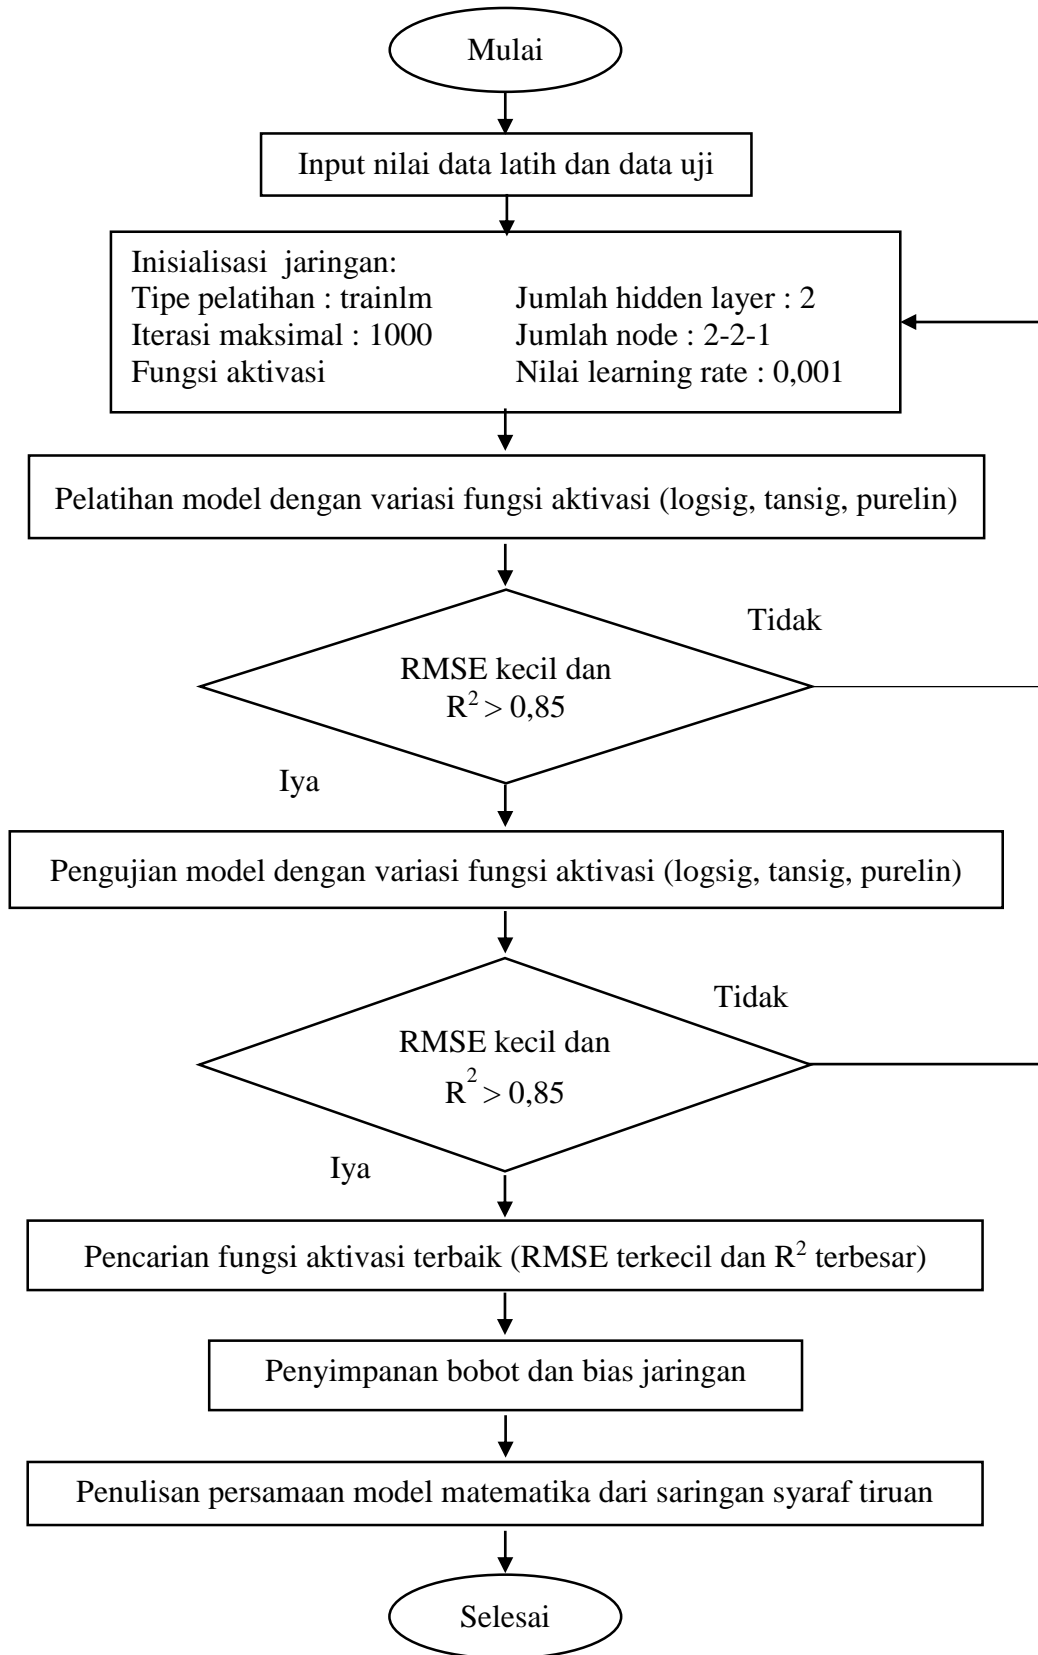 Mulai
Input nilai data latih dan data uji
Inisialisasi  jaringan:
Tipe pelatihan : trainlm
Iterasi maksimal : 1000
Fungsi aktivasi
Jumlah hidden layer : 2
Jumlah node : 2-2-1
Nilai learning rate : 0,001
Pelatihan model dengan variasi fungsi aktivasi (logsig, tansig, purelin)
Tidak
RMSE kecil dan
R² > 0,85
Iya
Pengujian model dengan variasi fungsi aktivasi (logsig, tansig, purelin)
Tidak
RMSE kecil dan
R² > 0,85
Iya
Pencarian fungsi aktivasi terbaik (RMSE terkecil dan R² terbesar)
Penyimpanan bobot dan bias jaringan
Penulisan persamaan model matematika dari saringan syaraf tiruan
Selesai